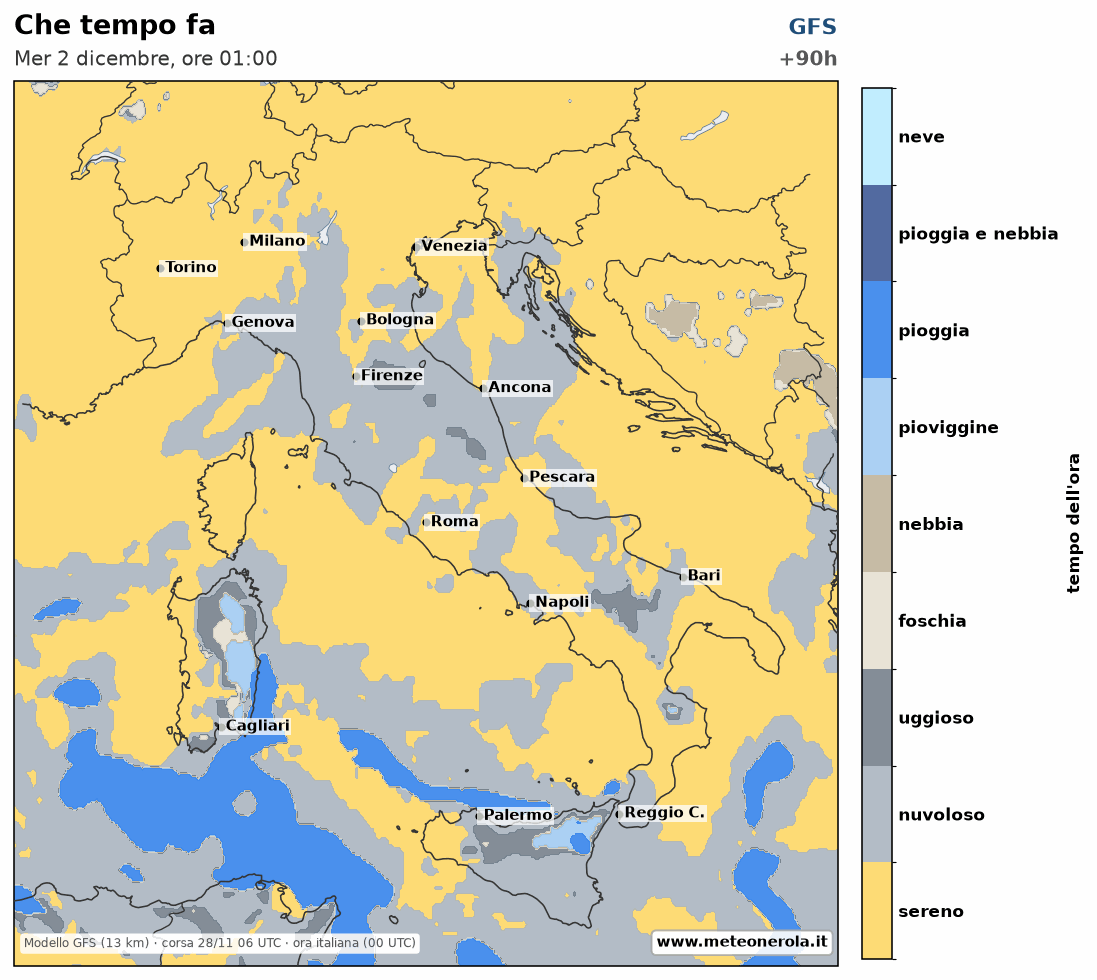 Che tempo fa
GFS
Mer 2 dicembre, ore 01:00
+90h
neve
pioggia e nebbia
pioggia
pioviggine
nebbia
foschia
uggioso
nuvoloso
sereno
tempo dell'ora
Milano
Venezia
Torino
Genova
Bologna
Firenze
Ancona
Pescara
Roma
Bari
Napoli
Cagliari
Palermo
Reggio C.
Modello GFS (13 km) · corsa 28/11 06 UTC · ora italiana (00 UTC)
www.meteonerola.it